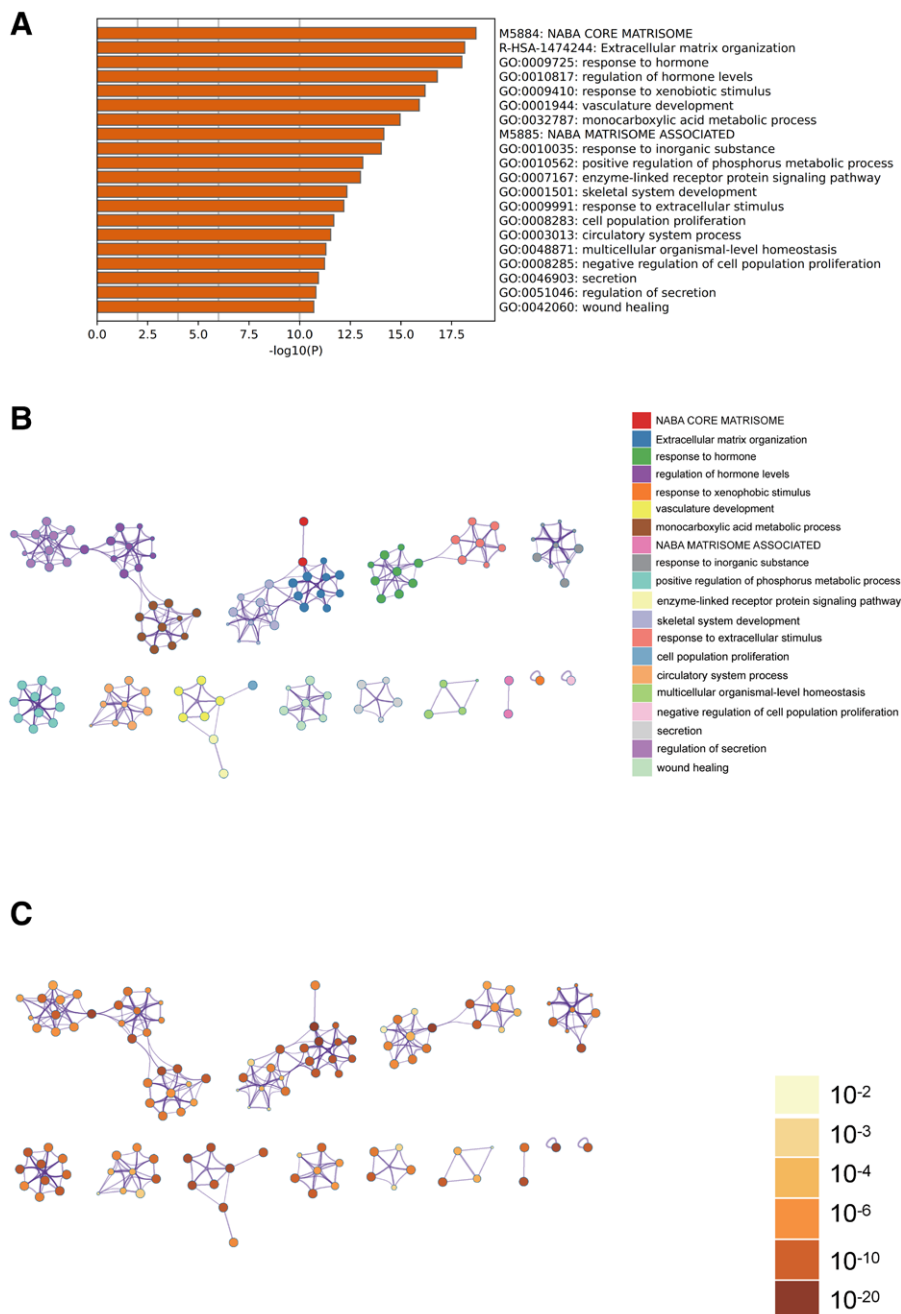 A
M5884: NABA CORE MATRISOME
R-HSA-1474244: Extracellular matrix organization
GO:0009725: response to hormone
GO:0010817: regulation of hormone levels
GO:0009410: response to xenobiotic stimulus
GO:0001944: vasculature development
GO:0032787: monocarboxylic acid metabolic process
M5885: NABA MATRISOME ASSOCIATED
GO:0010035: response to inorganic substance
GO:0010562: positive regulation of phosphorus metabolic process
GO:0007167: enzyme-linked receptor protein signaling pathway
GO:0001501: skeletal system development
GO:0009991: response to extracellular stimulus
GO:0008283: cell population proliferation
GO:0003013: circulatory system process
GO:0048871: multicellular organismal-level homeostasis
GO:0008285: negative regulation of cell population proliferation
GO:0046903: secretion
GO:0051046: regulation of secretion
GO:0042060: wound healing
0.0 2.5 5.0 7.5 10.0 12.5 15.0 17.5
-log10(P)
B
NABA CORE MATRISOME
Extracellular matrix organization
response to hormone
regulation of hormone levels
response to xenophobic stimulus
vasculature development
monocarboxylic acid metabolic process
NABA MATRISOME ASSOCIATED
response to inorganic substance
positive regulation of phosphorus metabolic process
enzyme-linked receptor protein signaling pathway
skeletal system development
response to extracellular stimulus
cell population proliferation
circulatory system process
multicellular organismal-level homeostasis
negative regulation of cell population proliferation
secretion
regulation of secretion
wound healing
C
10-2
10-3
10-4
10-6
10-10
10-20